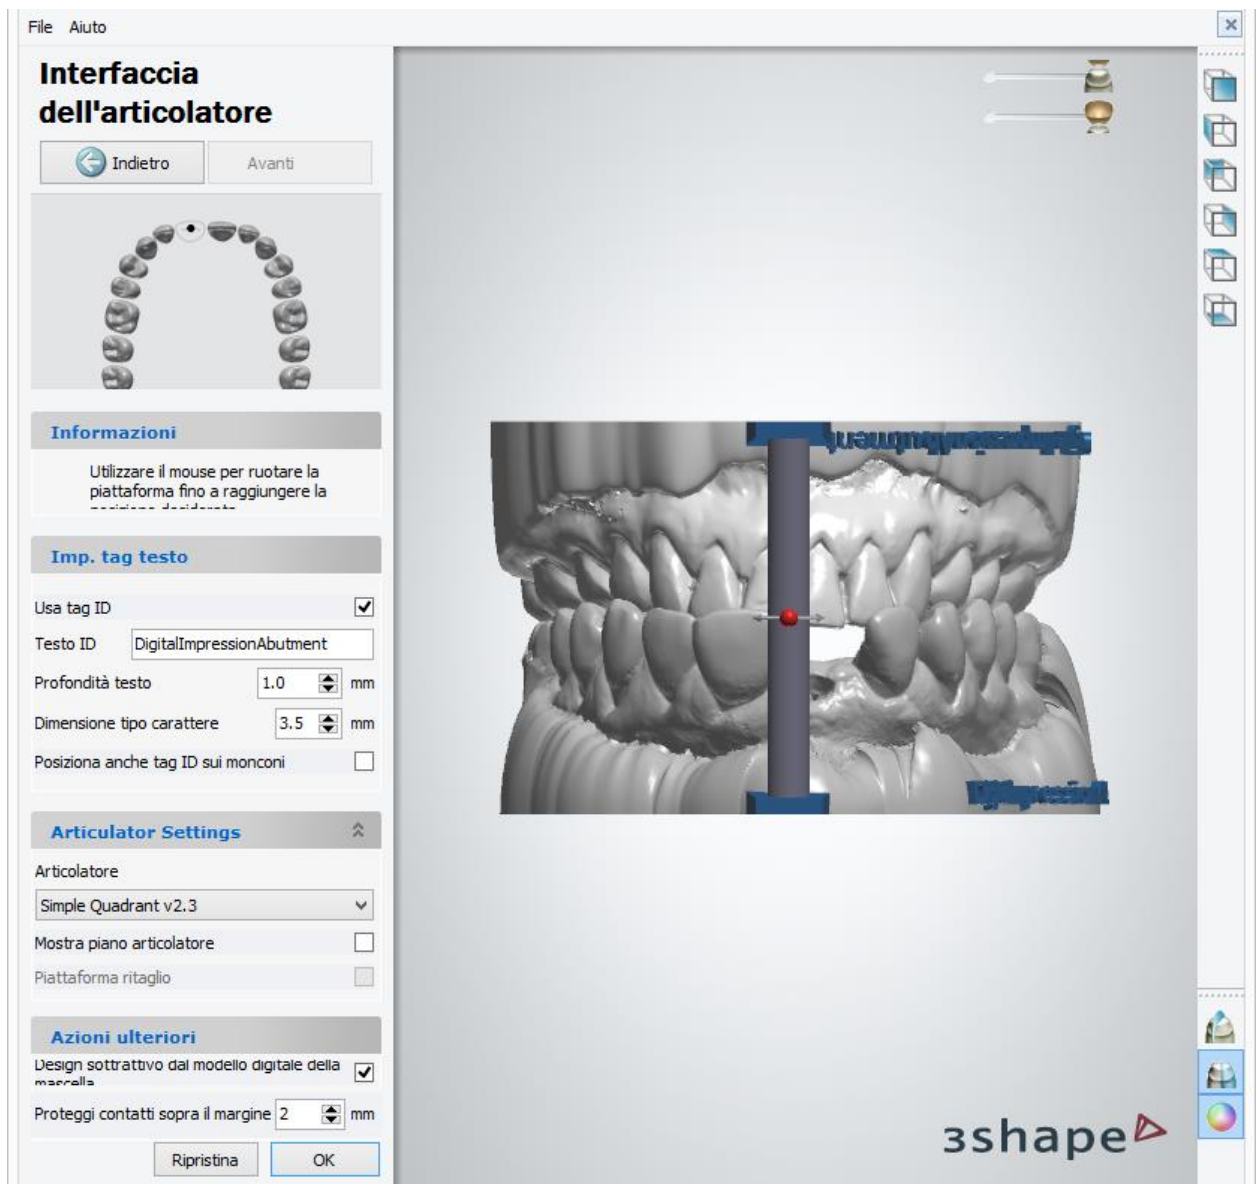 File Aiuto
Interfaccia
dell'articolatore
Indietro
Avanti
Informazioni
Utilizzare il mouse per ruotare la
piattaforma fino a raggiungere la
Imp. tag testo
Usa tag ID
Testo ID DigitalImpressionAbutment
Profondità testo 1.0 mm
Dimensione tipo carattere 3.5 mm
Posiziona anche tag ID sui monconi
Articulator Settings
Articolatore
Simple Quadrant v2.3
Mostra piano articolatore
Piattaforma ritaglio
Azioni ulteriori
Design sottrattivo dal modello digitale della
mascella
Proteggi contatti sopra il margine 2 mm
Ripristina OK
3shape